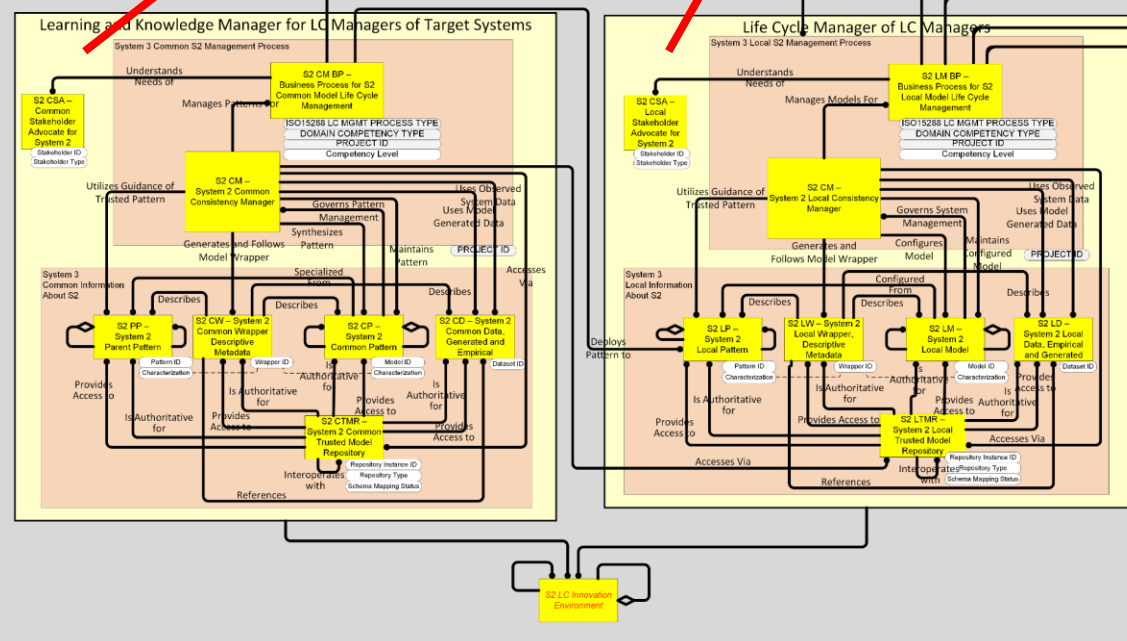 Learning and Knowledge Manager for LC Managers of Target Systems
System 3 Common S2 Management Process
Understands
Needs of
S2 CM BP –
Business Process for S2
Common Model Life Cycle
Management
Manages Patterns For
S2 CSA –
Common
Stakeholder
Advocate for
System 2
Stakeholder ID
Stakeholder Type
ISO15288 LC MGMT PROCESS TYPE
DOMAIN COMPETENCY TYPE
PROJECT ID
Competency Level
S2 CM –
System 2 Common
Consistency Manager
Utilizes Guidance of
Trusted Pattern
Uses Observed
System Data
Governs Pattern
Management
Uses Model
Generated Data
Synthesizes
Pattern
Generates and Follows
Model Wrapper
Maintains
Pattern
PROJECT ID
System 3
Common Information
About S2
Specialized
From
Accesses
Via
Describes
Describes
Describes
S2 PP –
System 2
Parent Pattern
S2 CW – System 2
Common Wrapper
Descriptive
Metadata
S2 CP –
System 2
Common Pattern
S2 CD – System 2
Common Data,
Generated and
Empirical
Pattern ID
Characterization
Wrapper ID
Model ID
Characterization
Dataset ID
Provides
Access to
Is Authoritative
for
Is
Authoritative
for
Is
Authoritative
for
Is Authoritative
for
Provides
Access to
Provides
Access to
Provides
Access to
S2 CTMR –
System 2 Common
Trusted Model
Repository
Repository Instance ID
Repository Type
Schema Mapping Status
Interoperates
with
References
Deploys
Pattern to
Accesses Via
Life Cycle Manager of LC Managers
System 3 Local S2 Management Process
Understands
Needs of
S2 LM BP –
Business Process for S2
Local Model Life Cycle
Management
Manages Models For
S2 CSA –
Local
Stakeholder
Advocate for
System 2
Stakeholder ID
Stakeholder Type
ISO15288 LC MGMT PROCESS TYPE
DOMAIN COMPETENCY TYPE
PROJECT ID
Competency Level
S2 CM –
System 2 Local Consistency
Manager
Utilizes Guidance of
Trusted Pattern
Uses Observed
System Data
Governs System
Management
Uses Model
Generated Data
Configures
Model
Generates and
Follows Model Wrapper
Maintains
Configured
Model
PROJECT ID
System 3
Local Information
About S2
Configured
From
Describes
Describes
Describes
S2 LP –
System 2
Local Pattern
S2 LW – System 2
Local Wrapper,
Descriptive
Metadata
S2 LM –
System 2
Local Model
S2 LD –
System 2 Local
Data, Empirical
and Generated
Pattern ID
Characterization
Wrapper ID
Model ID
Characterization
Dataset ID
Is Authoritative
for
Is
Authoritative
for
Provides
Access to
Is
Authoritative
for
Provides
Access to
Provides Access to
Provides
Access to
S2 LTMR –
System 2 Local
Trusted Model
Repository
Accesses Via
Repository Instance ID
Repository Type
Schema Mapping Status
Interoperates
with
References
S2 LC Innovation
Environment